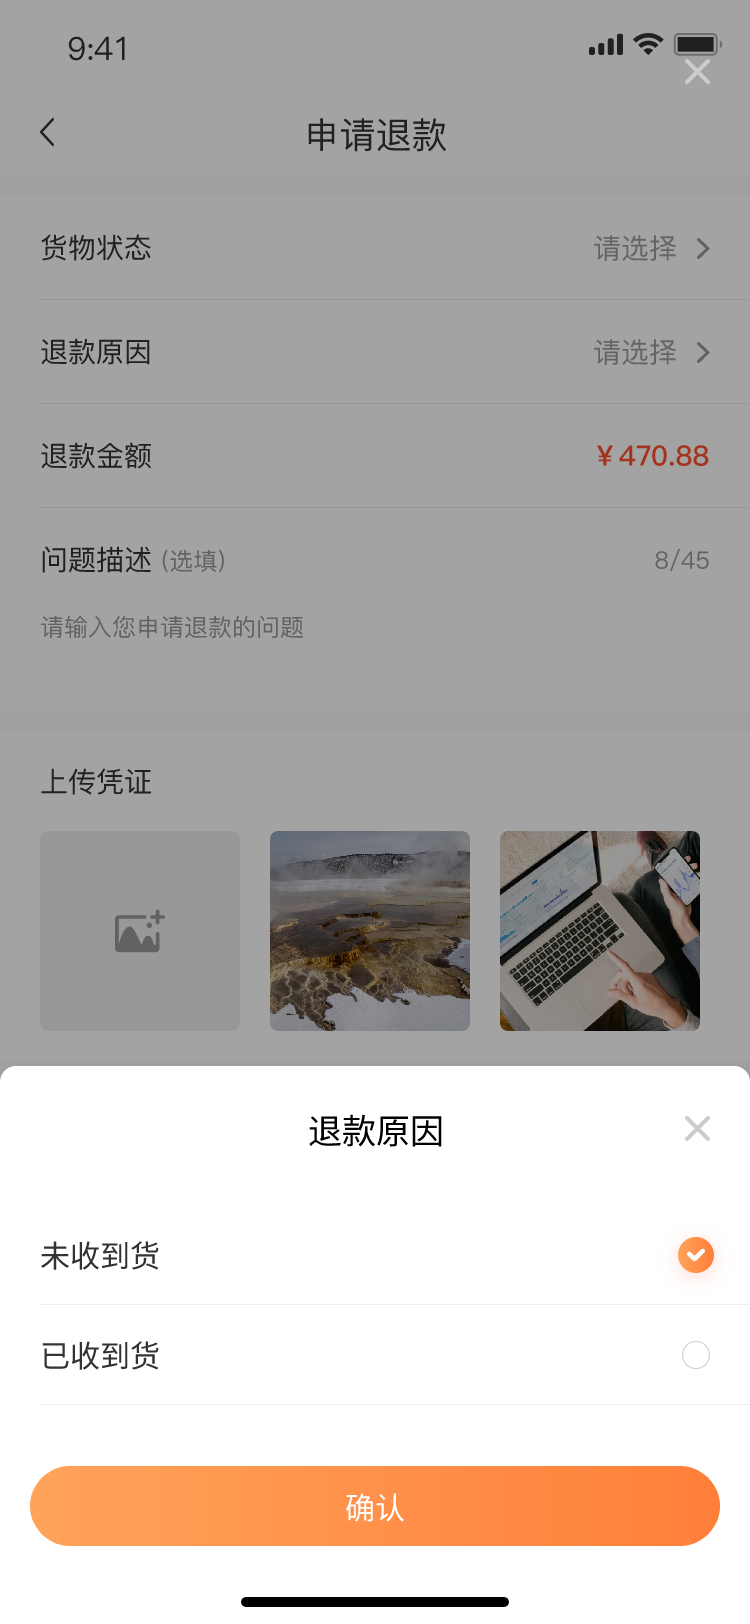 9:41
申请退款
货物状态 请选择
退款原因 请选择
退款金额 ¥470.88
问题描述 (选填) 8/45
请输入您申请退款的问题
上传凭证
退款原因
未收到货
已收到货
确认